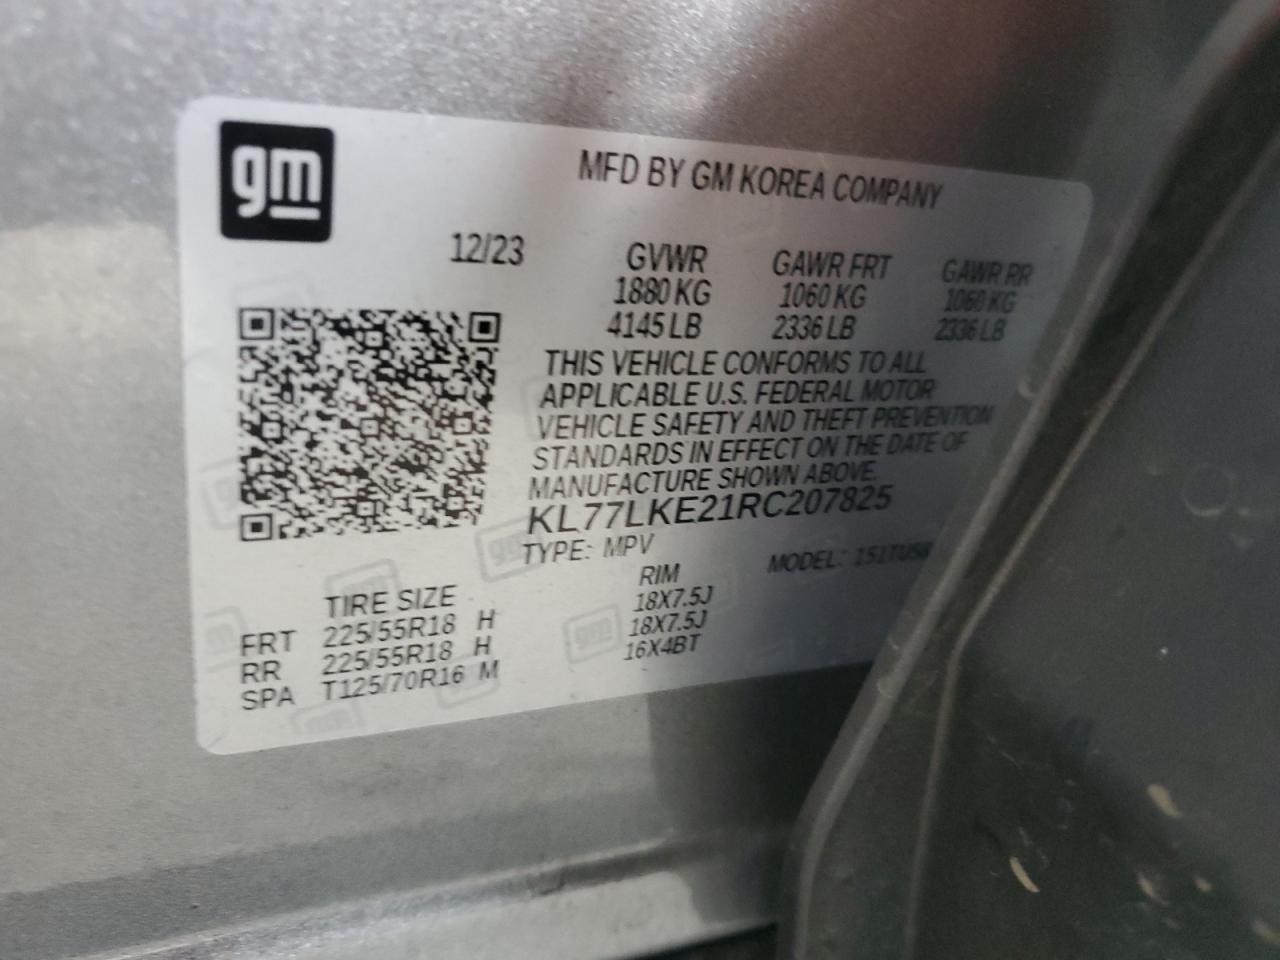 gm
MFD BY GM KOREA COMPANY
12/23 GVWR GAWR FRT GAWR RR
1880 KG 1060 KG 1060 KG
4145 LB 2336 LB 2336 LB
THIS VEHICLE CONFORMS TO ALL
APPLICABLE U.S. FEDERAL MOTOR
VEHICLE SAFETY AND THEFT PREVENTION
STANDARDS IN EFFECT ON THE DATE OF
MANUFACTURE SHOWN ABOVE.
KL77LKE21RC207825
TYPE: MPV MODEL:
TIRE SIZE RIM
FRT 225/55R18 H 18X7.5J
RR 225/55R18 H 18X7.5J
SPA T125/70R16 M 16X4BT